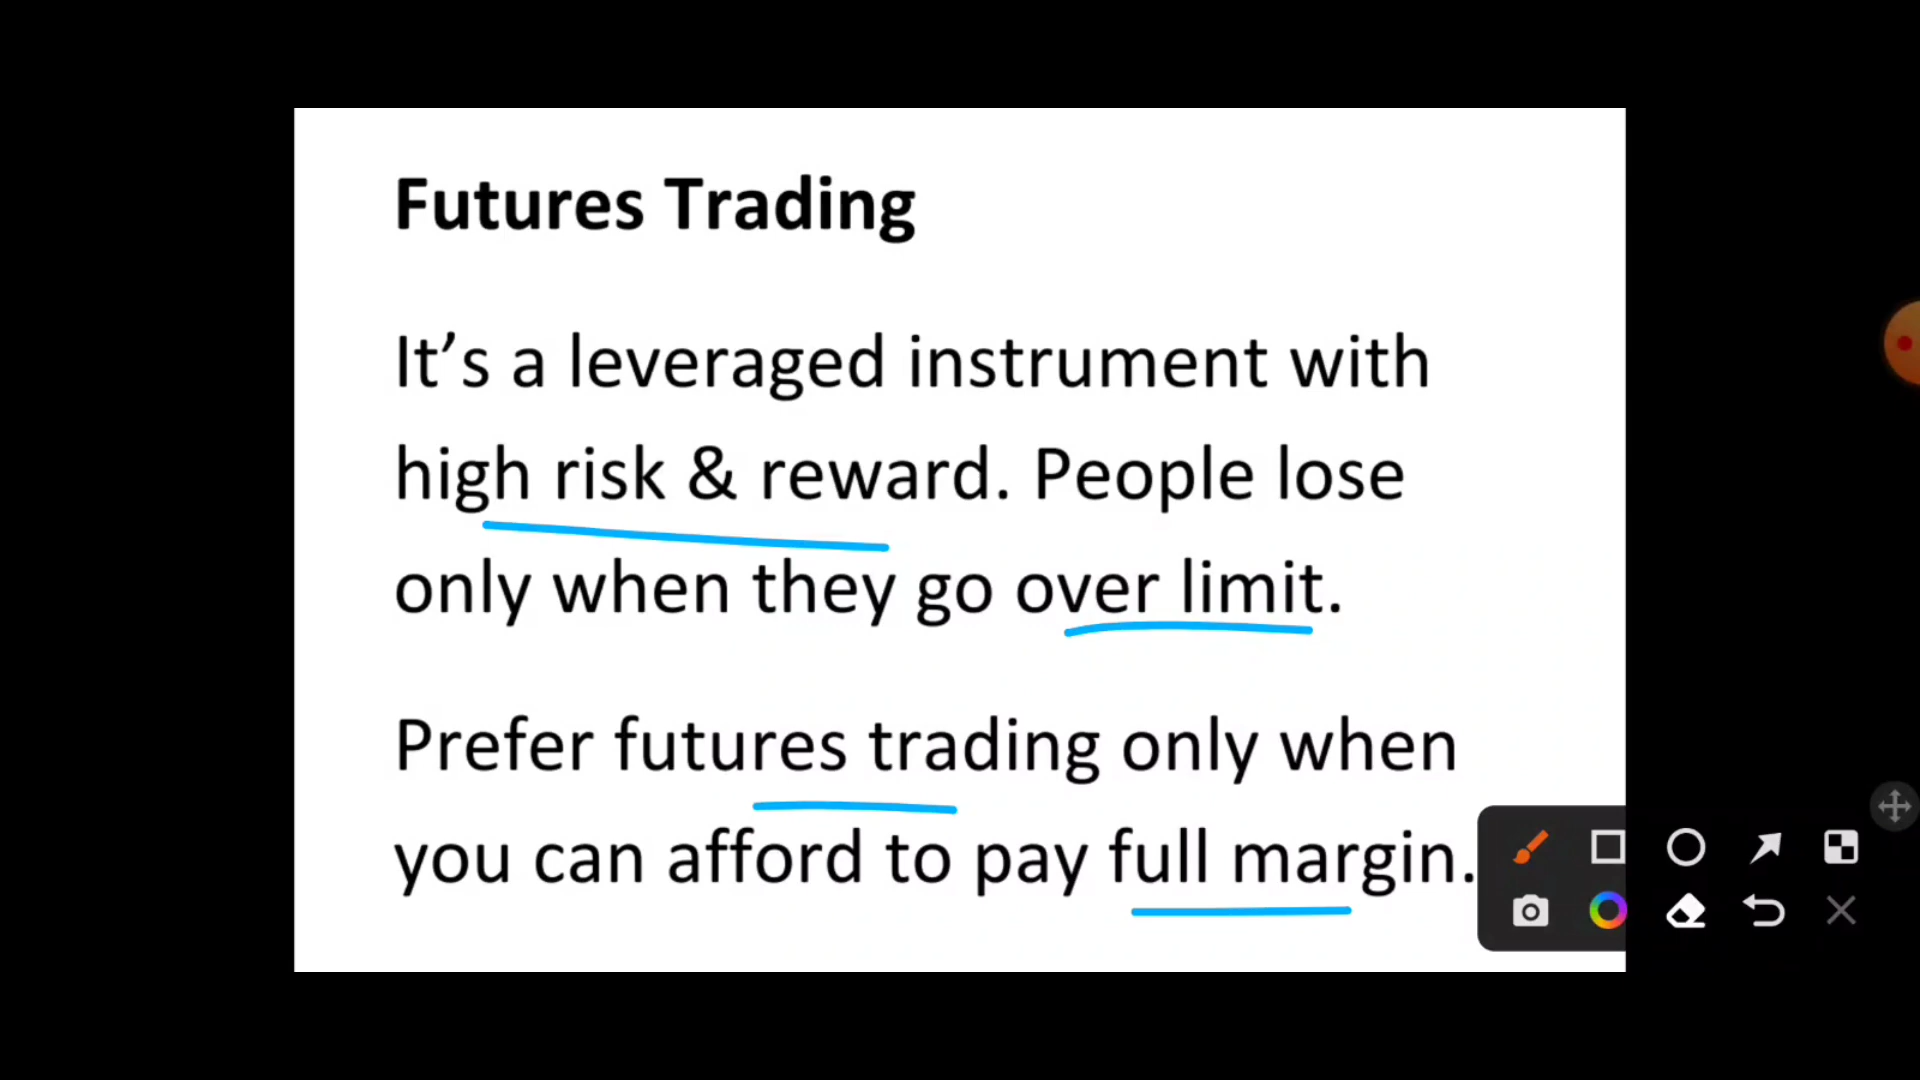 Futures Trading
It’s a leveraged instrument with
high risk & reward. People lose
only when they go over limit.
Prefer futures trading only when
you can afford to pay full margin.